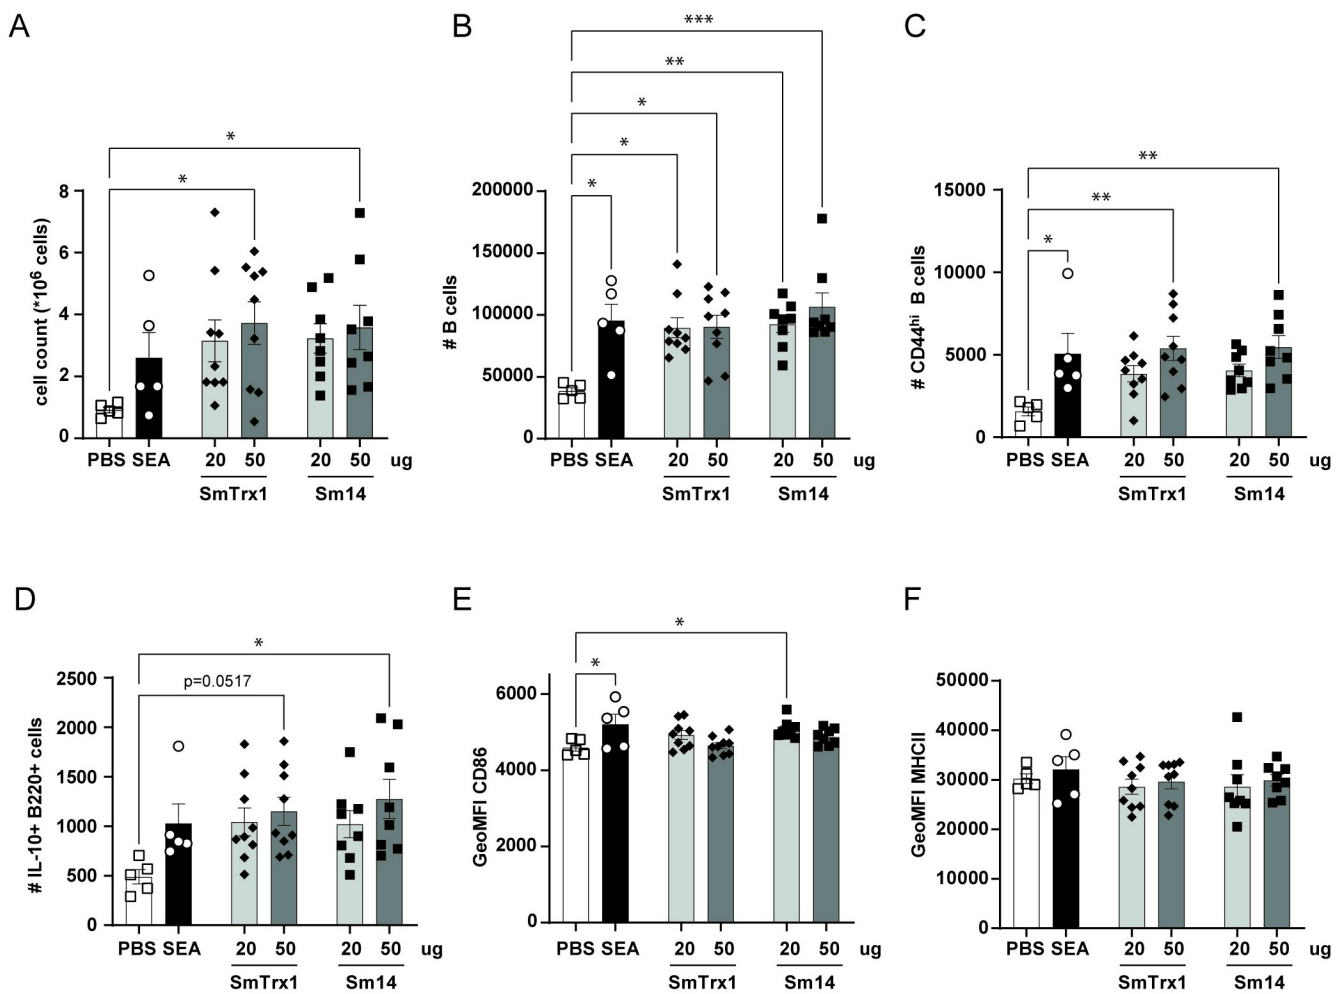 A
B
C
***
**
*
*
*
*
*
**
**
*
cell count (*10⁶ cells)
8
6
4
2
0
PBS SEA 20 50 ug
SmTrx1 Sm14
# B cells
200000
150000
100000
50000
0
PBS SEA 20 50 20 50 ug
SmTrx1 Sm14
# CD44ʰⁱ B cells
15000
10000
5000
0
PBS SEA 20 50 20 50 ug
SmTrx1 Sm14
D
E
F
*
p=0.0517
# IL-10+ B220+ cells
2500
2000
1500
1000
500
0
PBS SEA 20 50 20 50 ug
SmTrx1 Sm14
*
*
GeoMFI CD86
6000
4000
2000
0
PBS SEA 20 50 20 50 ug
SmTrx1 Sm14
GeoMFI MHCII
50000
40000
30000
20000
10000
0
PBS SEA 20 50 20 50 ug
SmTrx1 Sm14